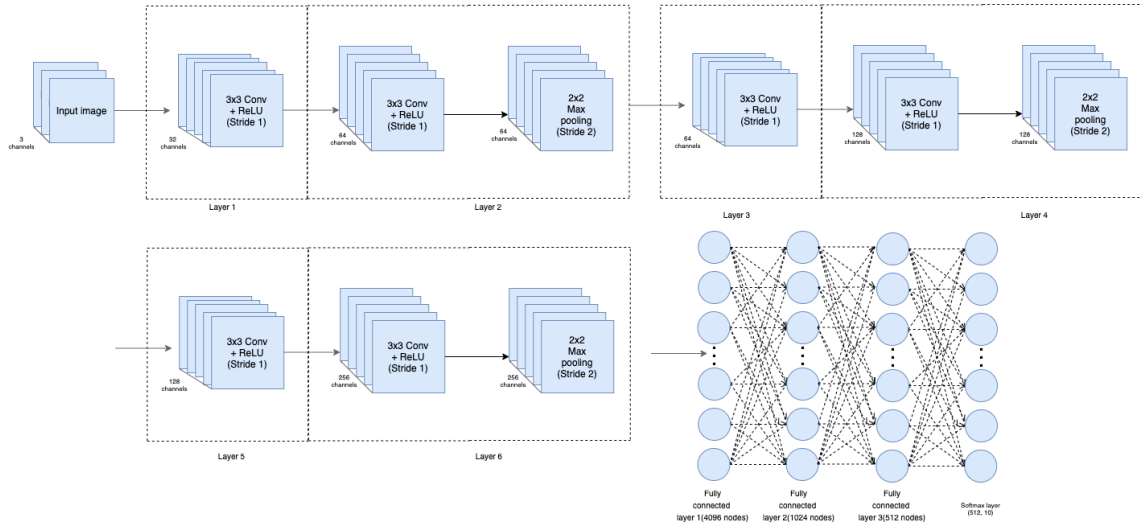 Input image
3
channels
3x3 Conv
+ ReLU
(Stride 1)
32
channels
Layer 1
3x3 Conv
+ ReLU
(Stride 1)
64
channels
2x2
Max
pooling
(Stride 2)
64
channels
Layer 2
3x3 Conv
+ ReLU
(Stride 1)
64
channels
Layer 3
3x3 Conv
+ ReLU
(Stride 1)
128
channels
2x2
Max
pooling
(Stride 2)
128
channels
Layer 4
3x3 Conv
+ ReLU
(Stride 1)
128
channels
Layer 5
3x3 Conv
+ ReLU
(Stride 1)
256
channels
2x2
Max
pooling
(Stride 2)
256
channels
Layer 6
Fully
connected
layer 1(4096 nodes)
Fully
connected
layer 2(1024 nodes)
Fully
connected
layer 3(512 nodes)
Softmax layer
(512, 10)